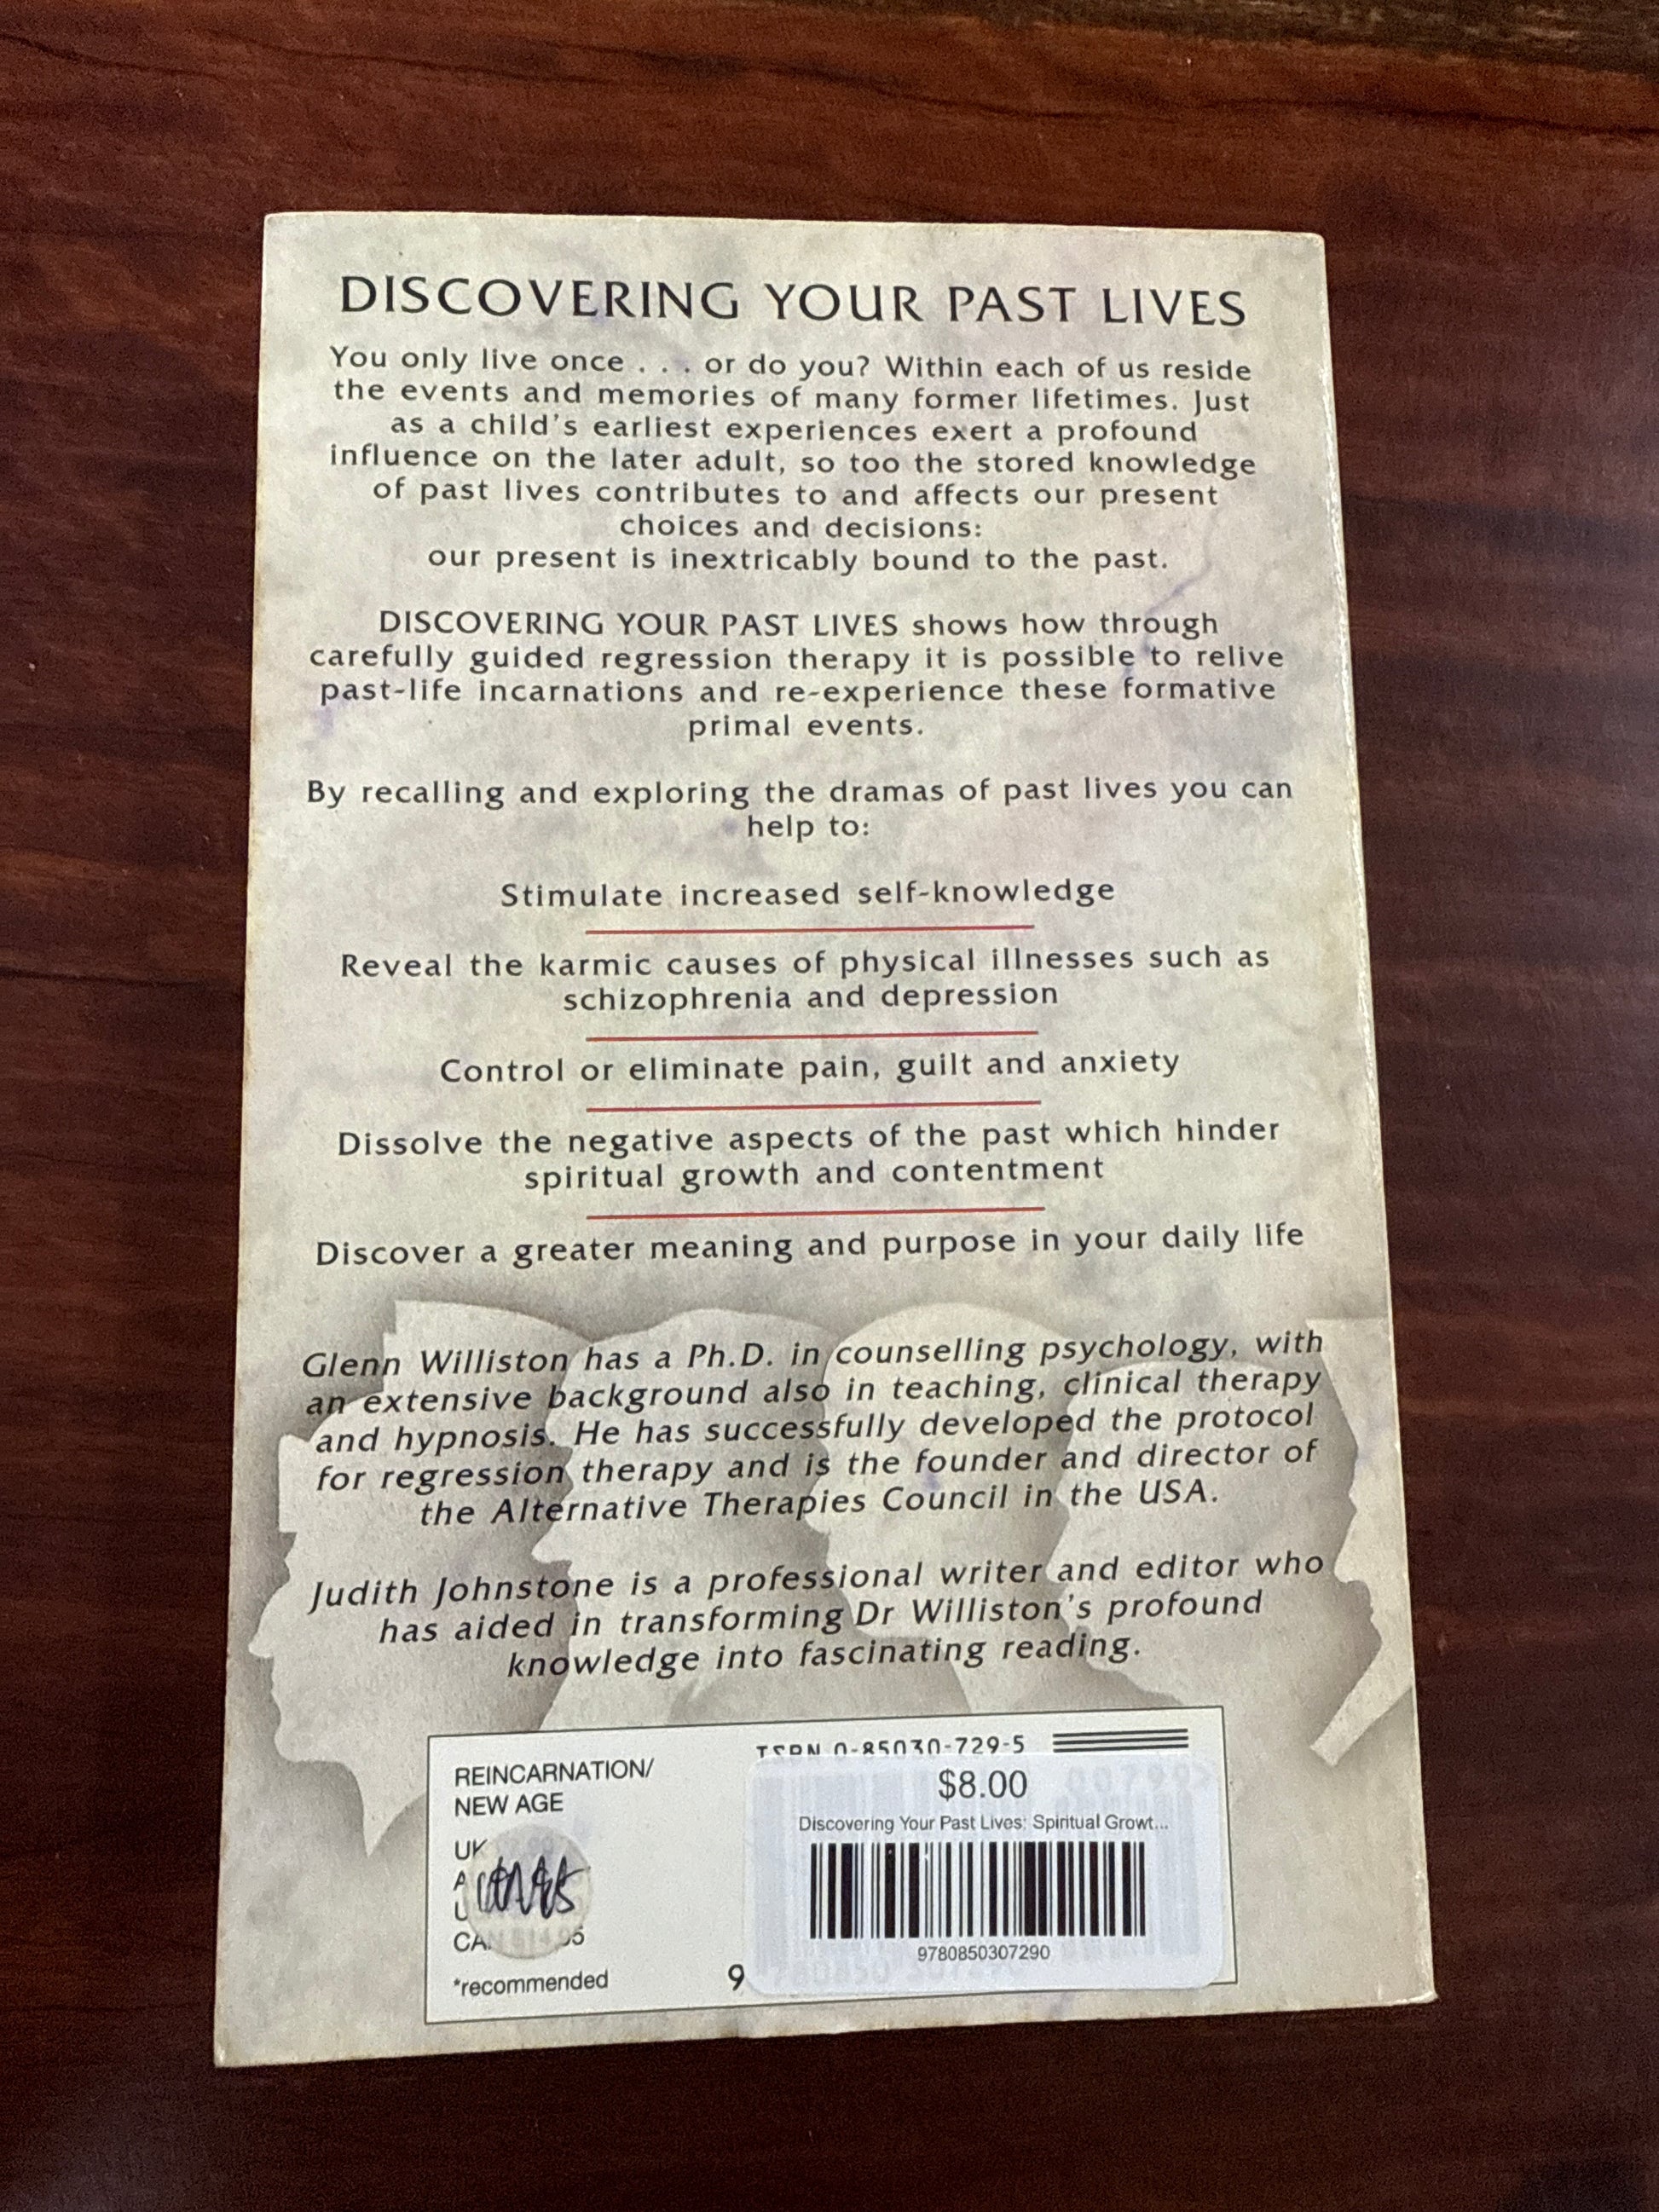 DISCOVERING YOUR PAST LIVES
You only live once . . . or do you? Within each of us reside
the events and memories of many former lifetimes. Just
as a child's earliest experiences exert a profound
influence on the later adult, so too the stored knowledge
of past lives contributes to and affects our present
choices and decisions:
our present is inextricably bound to the past.
DISCOVERING YOUR PAST LIVES shows how through
carefully guided regression therapy it is possible to relive
past-life incarnations and re-experience these formative
primal events.
By recalling and exploring the dramas of past lives you can
help to:
Stimulate increased self-knowledge
Reveal the karmic causes of physical illnesses such as
schizophrenia and depression
Control or eliminate pain, guilt and anxiety
Dissolve the negative aspects of the past which hinder
spiritual growth and contentment
Discover a greater meaning and purpose in your daily life
Glenn Williston has a Ph.D. in counselling psychology, with
an extensive background also in teaching, clinical therapy
and hypnosis. He has successfully developed the protocol
for regression therapy and is the founder and director of
the Alternative Therapies Council in the USA.
Judith Johnstone is a professional writer and editor who
has aided in transforming Dr Williston's profound
knowledge into fascinating reading.
REINCARNATION/
NEW AGE
UK
*recommended
ISBN 0-85030-729-5
$8.00
Discovering Your Past Lives: Spiritual Growt...
9780850307290
9